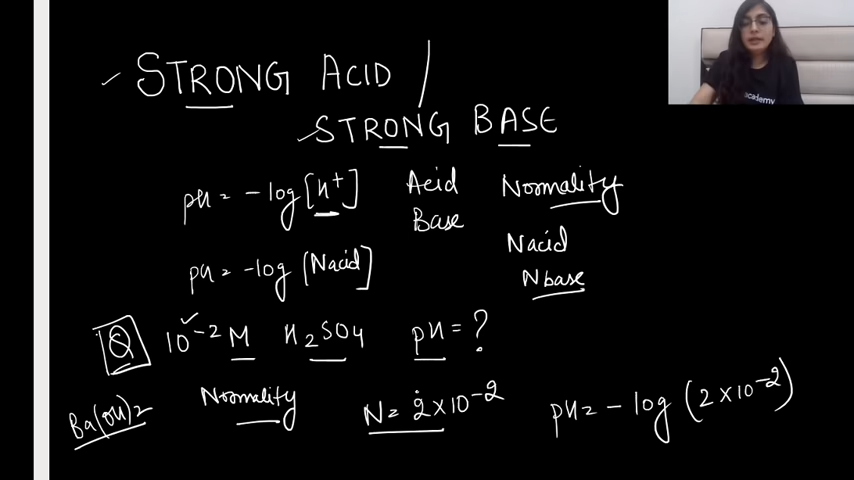 STRONG ACID /
STRONG BASE
pH = - log [H+] Acid Normality
Base
pH = - log [Nacid] Nacid
Nbase
Q 10-2 M H2SO4 pH = ?
Ba(OH)2 Normality N = 2 × 10-2 pH = - log (2 × 10-2)
academy